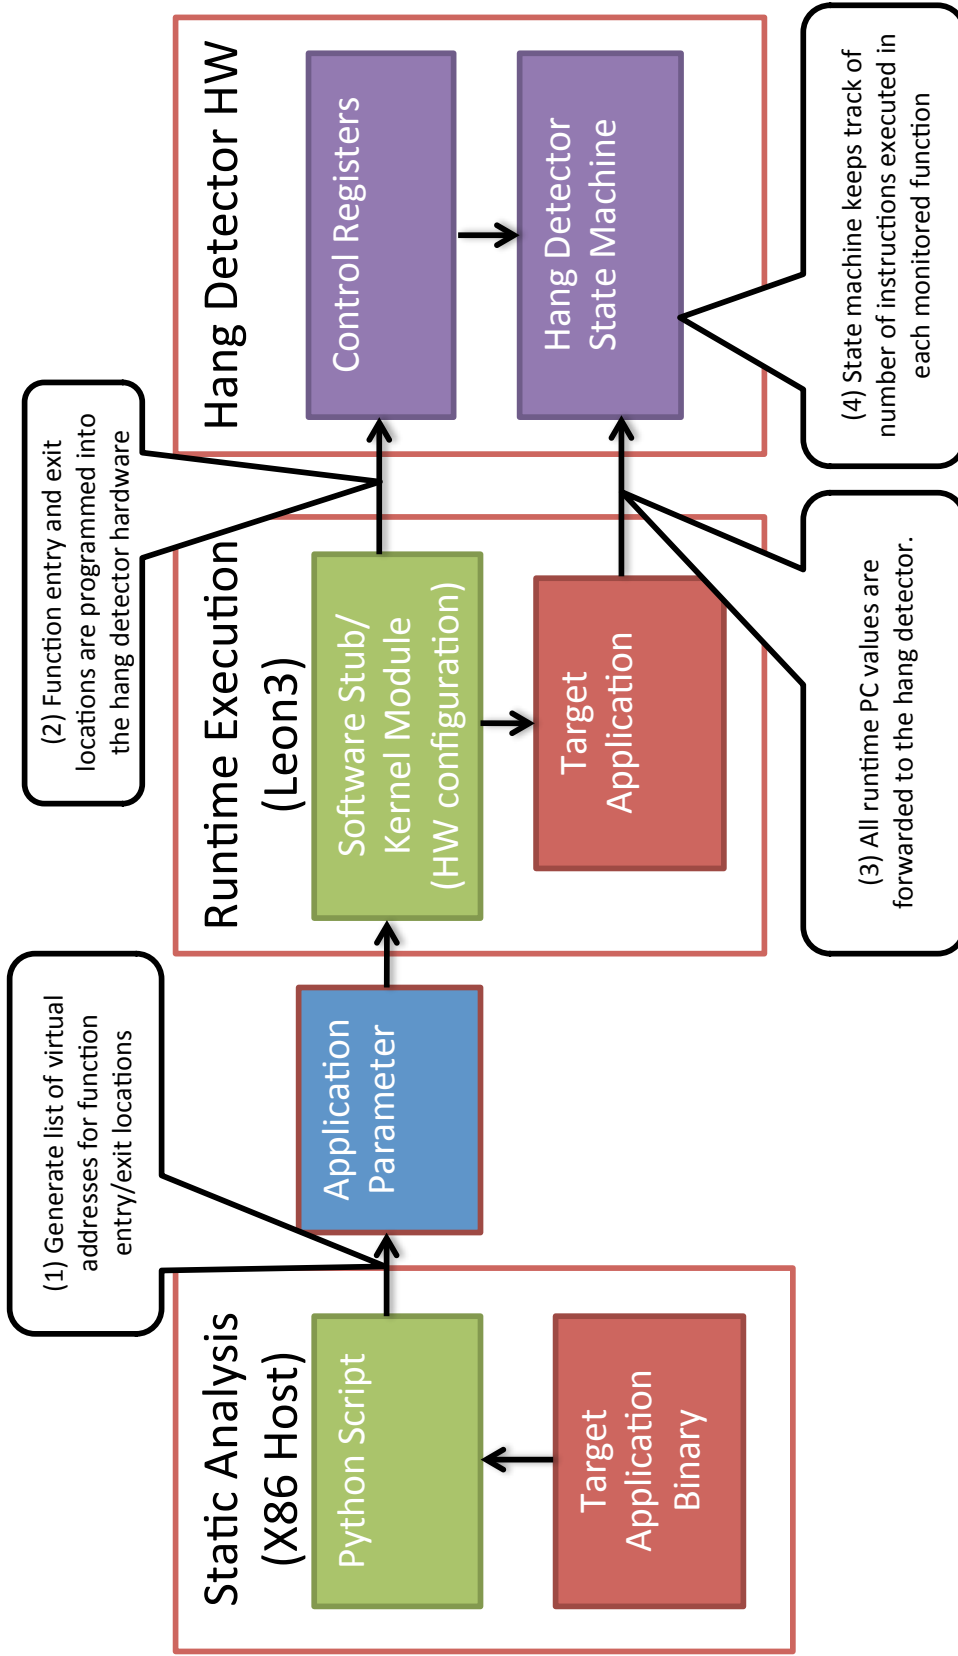 (1) Generate list of virtual
addresses for function
entry/exit locations
(2) Function entry and exit
locations are programmed into
the hang detector hardware
Static Analysis
(X86 Host)
Python Script
Target
Application
Binary
Application
Parameter
Runtime Execution
(Leon3)
Software Stub/
Kernel Module
(HW configuration)
Target
Application
Hang Detector HW
Control Registers
Hang Detector
State Machine
(3) All runtime PC values are
forwarded to the hang detector.
(4) State machine keeps track of
number of instructions executed in
each monitored function